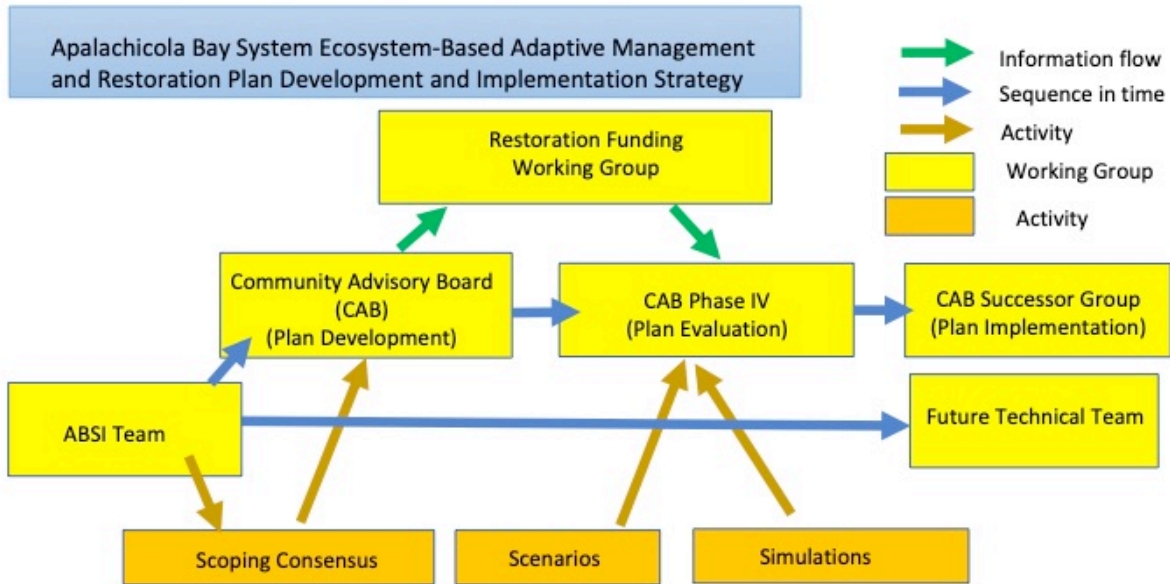 Apalachicola Bay System Ecosystem-Based Adaptive Management
and Restoration Plan Development and Implementation Strategy
Information flow
Sequence in time
Activity
Working Group
Activity
Restoration Funding
Working Group
Community Advisory Board
(CAB)
(Plan Development)
CAB Phase IV
(Plan Evaluation)
CAB Successor Group
(Plan Implementation)
ABSI Team
Future Technical Team
Scoping Consensus
Scenarios
Simulations